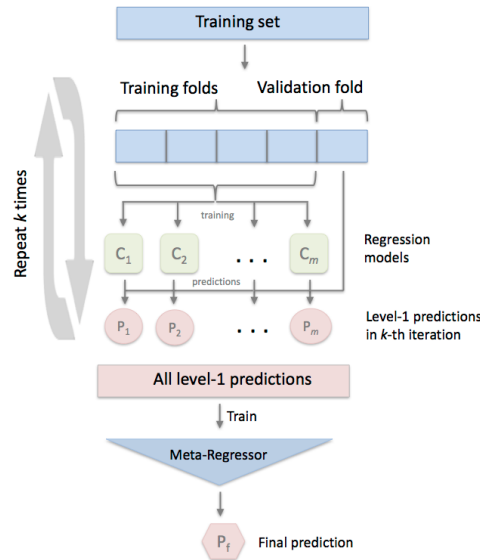 Training set
Training folds
Validation fold
Repeat k times
training
C1
C2
. . .
Cm
Regression
models
predictions
P1
P2
. . .
Pm
Level-1 predictions
in k-th iteration
All level-1 predictions
Train
Meta-Regressor
Pf
Final prediction